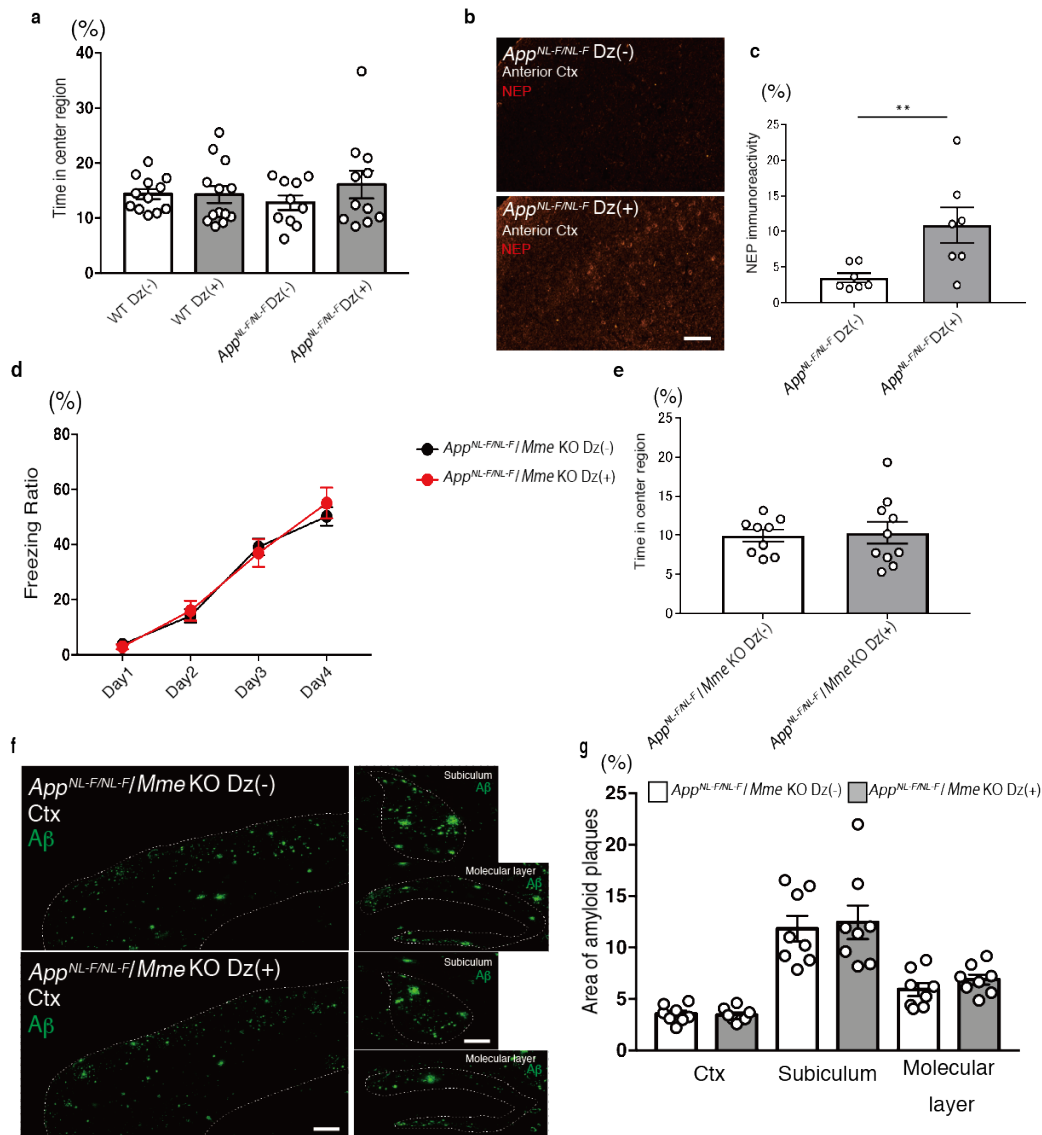 a
(%)
Time in center region
40
30
20
10
0
WT Dz(-)
WT Dz(+)
App^NL-F/NL-F Dz(-)
App^NL-F/NL-F Dz(+)
b
App^NL-F/NL-F Dz(-)
Anterior Ctx
NEP
App^NL-F/NL-F Dz(+)
Anterior Ctx
NEP
c
(%)
NEP immunoreactivity
25
20
15
10
5
0
**
App^NL-F/NL-F Dz(-)
App^NL-F/NL-F Dz(+)
d
(%)
Freezing Ratio
80
60
40
20
0
Day1
Day2
Day3
Day4
App^NL-F/NL-F/Mme KO Dz(-)
App^NL-F/NL-F/Mme KO Dz(+)
e
(%)
Time in center region
25
20
15
10
5
0
App^NL-F/NL-F/Mme KO Dz(-)
App^NL-F/NL-F/Mme KO Dz(+)
f
App^NL-F/NL-F/Mme KO Dz(-)
Ctx
Aβ
Subiculum
Aβ
Molecular layer
Aβ
App^NL-F/NL-F/Mme KO Dz(+)
Ctx
Aβ
Subiculum
Aβ
Molecular layer
Aβ
g
(%)
App^NL-F/NL-F/Mme KO Dz(-)
App^NL-F/NL-F/Mme KO Dz(+)
Area of amyloid plaques
25
20
15
10
5
0
Ctx
Subiculum
Molecular
layer